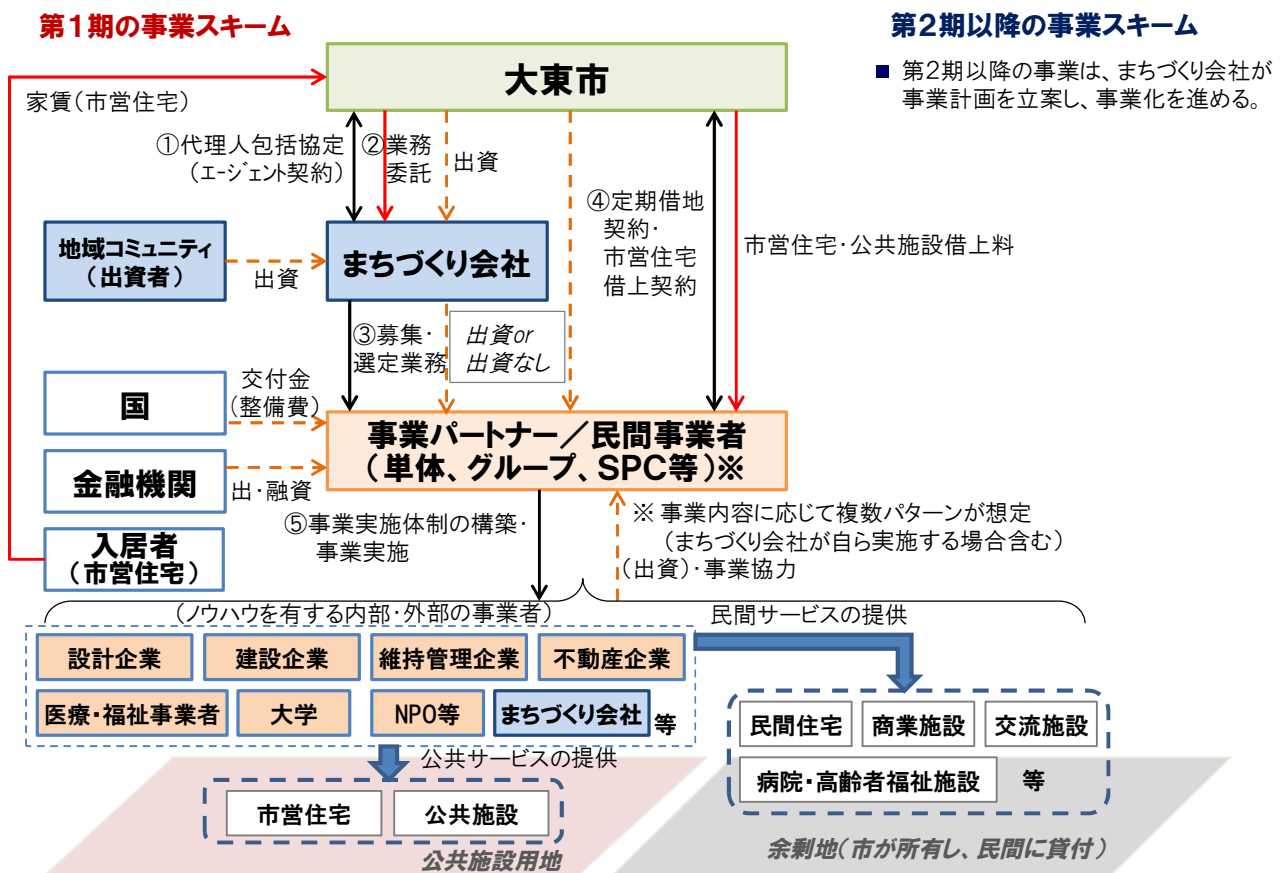 第1期の事業スキーム
第2期以降の事業スキーム
■ 第2期以降の事業は、まちづくり会社が
事業計画を立案し、事業化を進める。
大東市
家賃(市営住宅)
①代理人包括協定
(エージェント契約)
②業務
委託
出資
④定期借地
契約・
市営住宅
借上契約
市営住宅・公共施設借上料
地域コミュニティ
(出資者)
出資
まちづくり会社
③募集・
選定業務
出資or
出資なし
国
交付金
(整備費)
事業パートナー/民間事業者
(単体、グループ、SPC等)※
金融機関
出・融資
入居者
(市営住宅)
⑤事業実施体制の構築・
事業実施
※ 事業内容に応じて複数パターンが想定
(まちづくり会社が自ら実施する場合含む)
(出資)・事業協力
(ノウハウを有する内部・外部の事業者)
民間サービスの提供
設計企業
建設企業
維持管理企業
不動産企業
医療・福祉事業者
大学
NPO等
まちづくり会社
等
民間住宅
商業施設
交流施設
病院・高齢者福祉施設
等
公共サービスの提供
市営住宅
公共施設
公共施設用地
余剰地(市が所有し、民間に貸付)